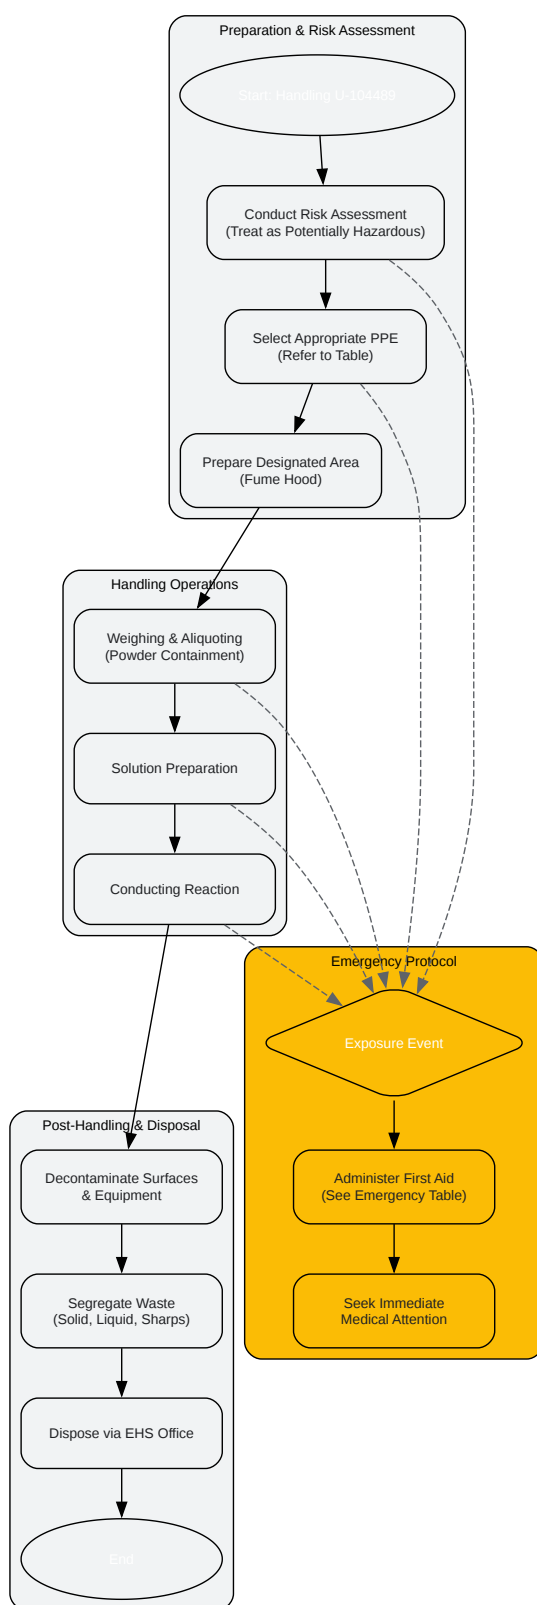 Preparation & Risk Assessment
Start: Handling U-104489
Conduct Risk Assessment
(Treat as Potentially Hazardous)
Select Appropriate PPE
(Refer to Table)
Prepare Designated Area
(Fume Hood)
Handling Operations
Weighing & Aliquoting
(Powder Containment)
Solution Preparation
Conducting Reaction
Emergency Protocol
Exposure Event
Administer First Aid
(See Emergency Table)
Seek Immediate
Medical Attention
Post-Handling & Disposal
Decontaminate Surfaces
& Equipment
Segregate Waste
(Solid, Liquid, Sharps)
Dispose via EHS Office
End